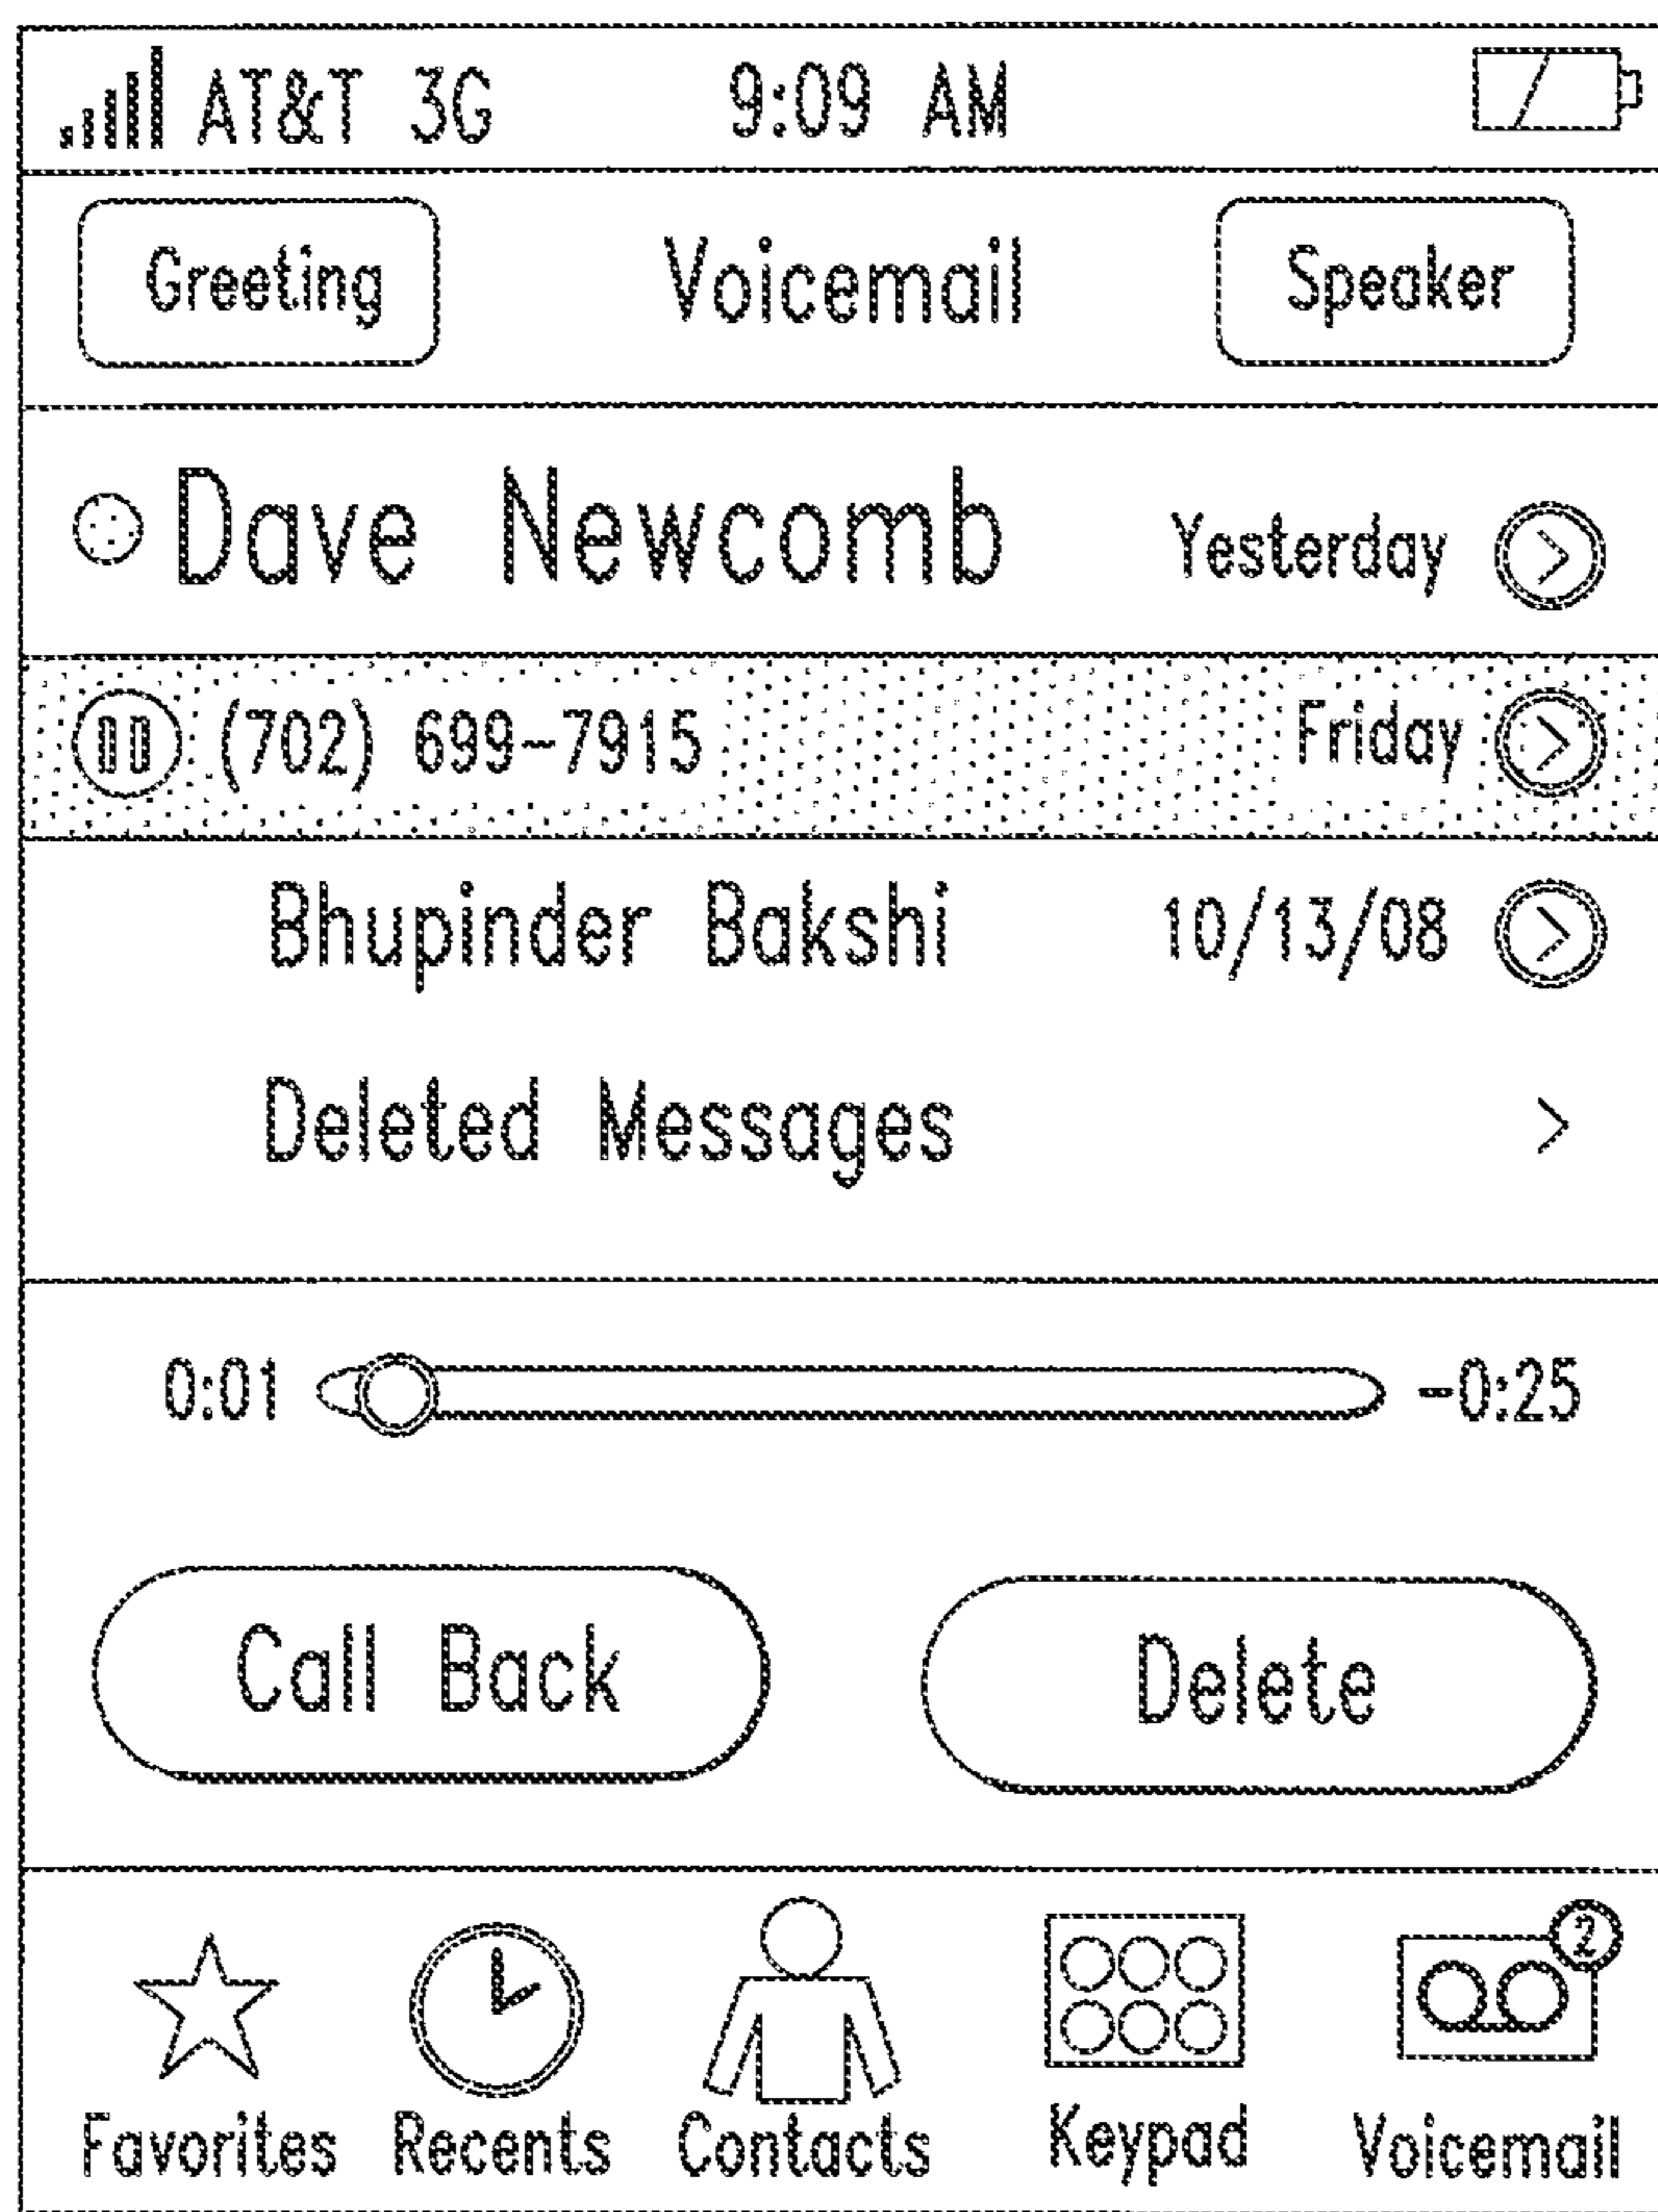 AT&T 3G 9:09 AM
Greeting Voicemail Speaker
Dave Newcomb Yesterday
(702) 699-7915 Friday
Bhupinder Bakshi 10/13/08
Deleted Messages
0:01 -0:25
Call Back Delete
2
Favorites Recents Contacts Keypad Voicemail